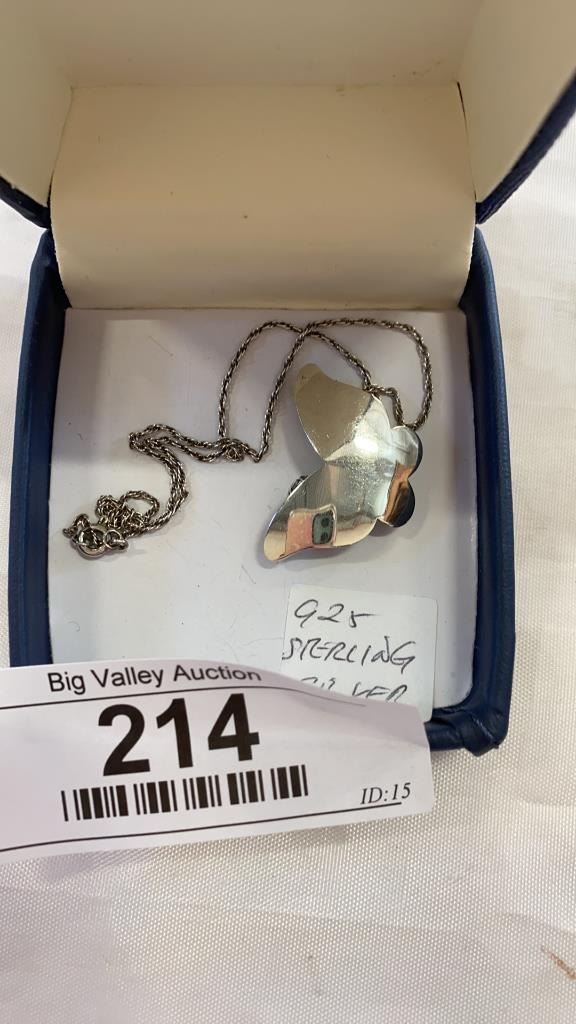 925
STERLING
Big Valley Auction
214
ID:15